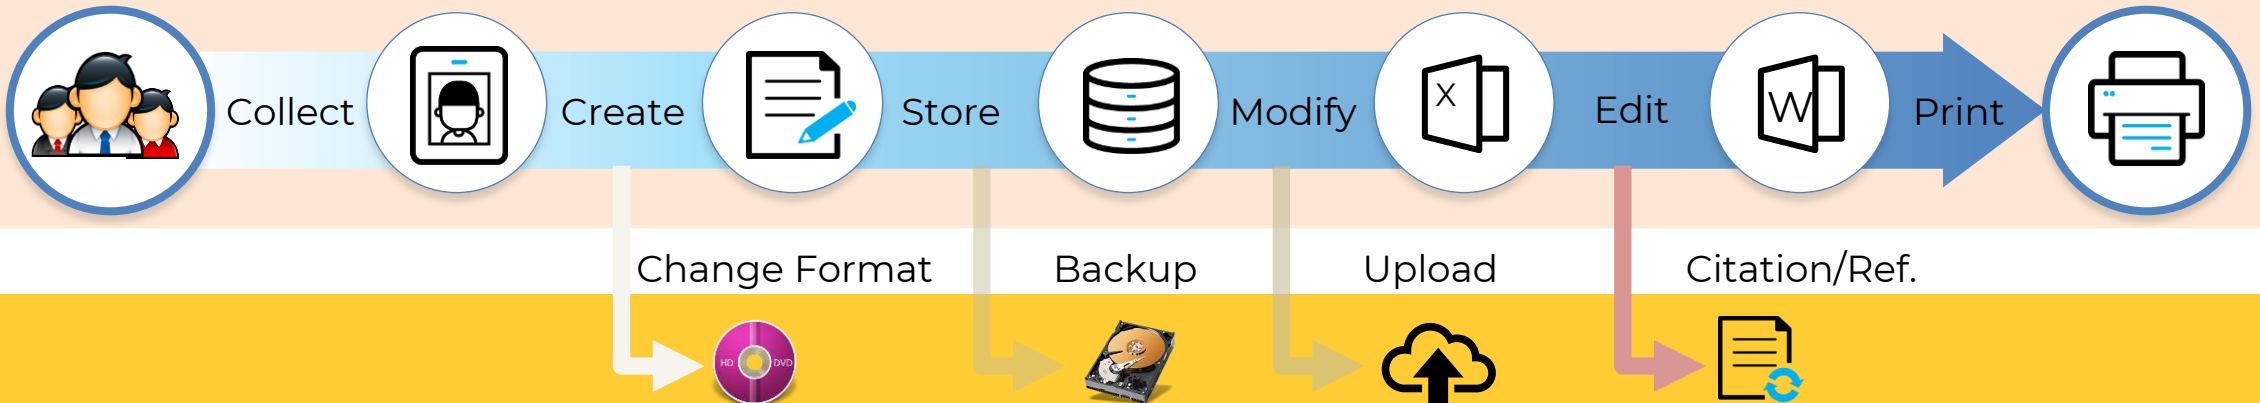 Collect
Create
Store
Modify
X
Edit
W
Print
Change Format
Backup
Upload
Citation/Ref.
HD DVD